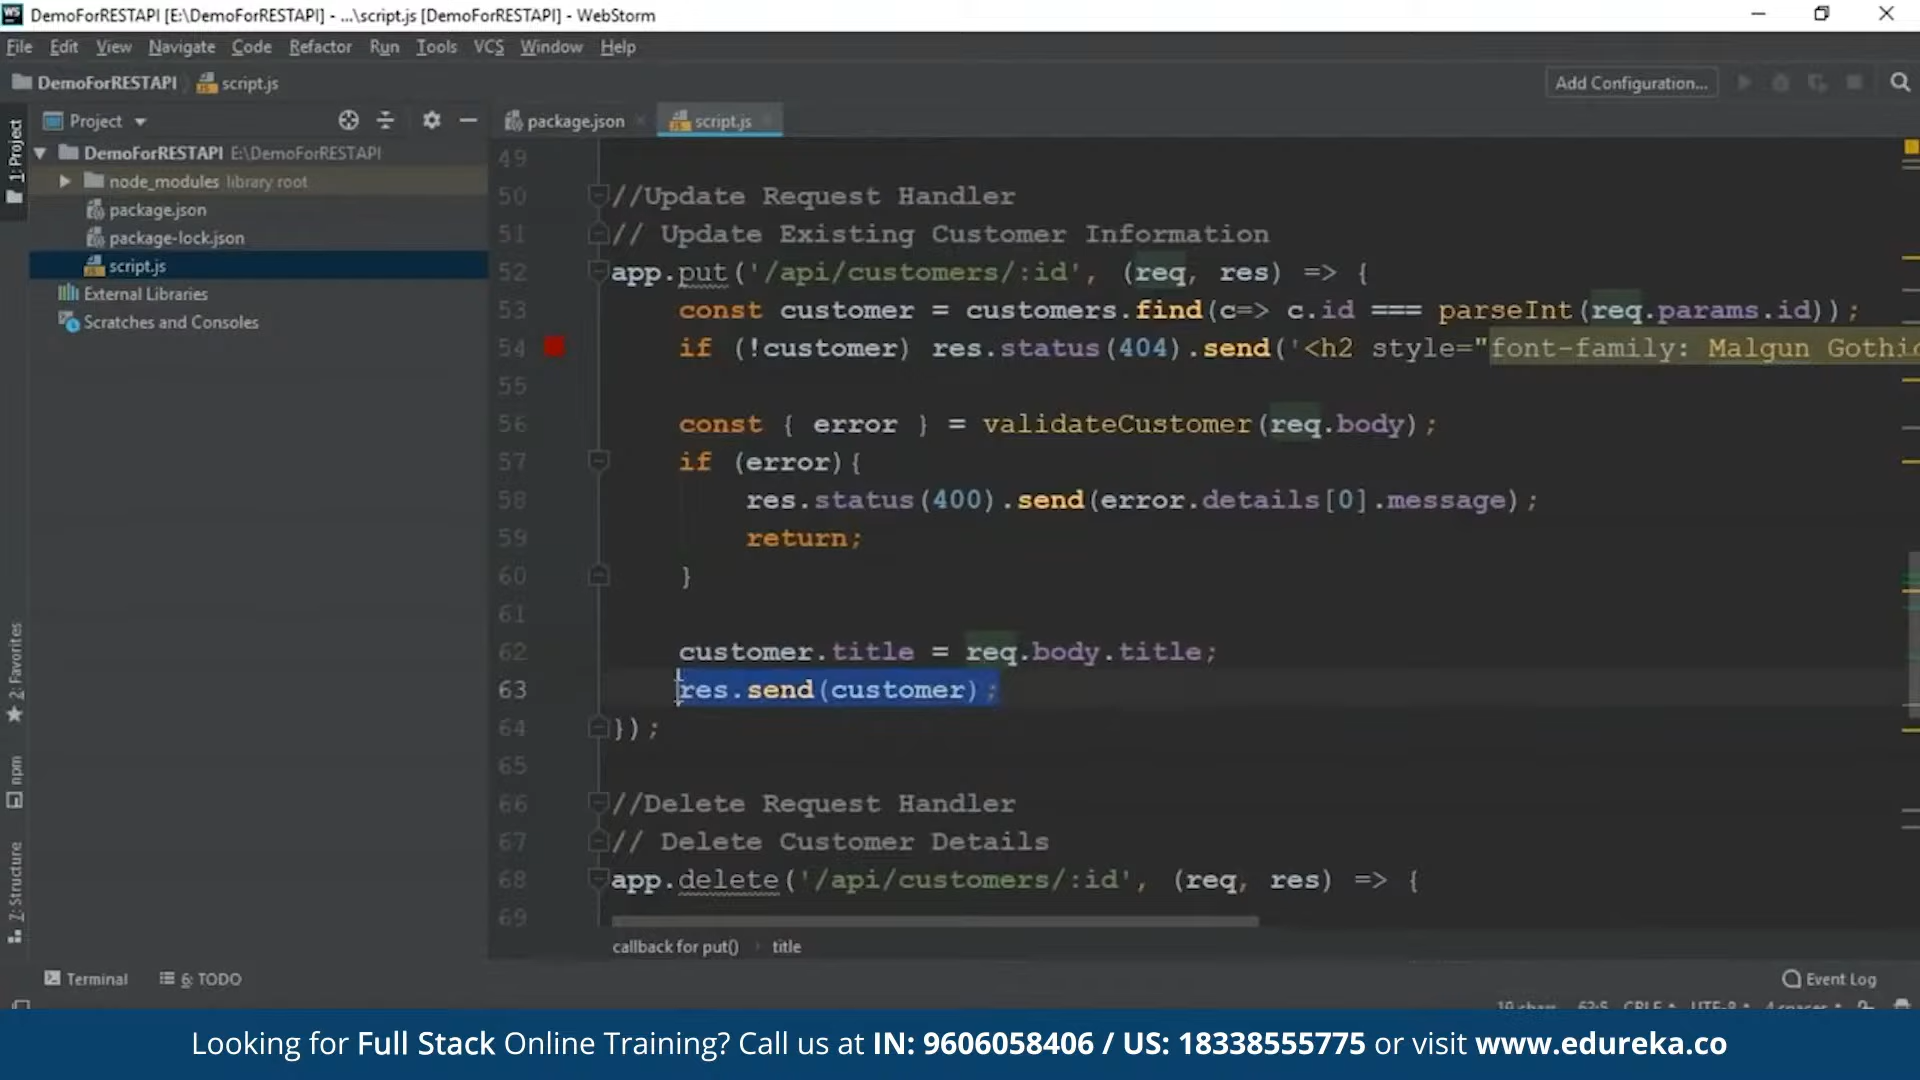 DemoForRESTAPI [E:\DemoForRESTAPI] - ...\script.js [DemoForRESTAPI] - WebStorm
File Edit View Navigate Code Refactor Run Tools VCS Window Help
DemoForRESTAPI script.js
Add Configuration...
Project
package.json script.js
1: Project
DemoForRESTAPI E:\DemoForRESTAPI
node_modules library root
package.json
package-lock.json
script.js
External Libraries
Scratches and Consoles
2: Favorites
npm
Z: Structure
49
50 //Update Request Handler
51 // Update Existing Customer Information
52 app.put('/api/customers/:id', (req, res) => {
53 const customer = customers.find(c=> c.id === parseInt(req.params.id));
54 if (!customer) res.status(404).send('<h2 style="font-family: Malgun Gothic
55
56 const { error } = validateCustomer(req.body);
57 if (error){
58 res.status(400).send(error.details[0].message);
59 return;
60 }
61
62 customer.title = req.body.title;
63 res.send(customer);
64 });
65
66 //Delete Request Handler
67 // Delete Customer Details
68 app.delete('/api/customers/:id', (req, res) => {
69
callback for put() title
Terminal 6: TODO
Event Log
Looking for Full Stack Online Training? Call us at IN: 9606058406 / US: 18338555775 or visit www.edureka.co